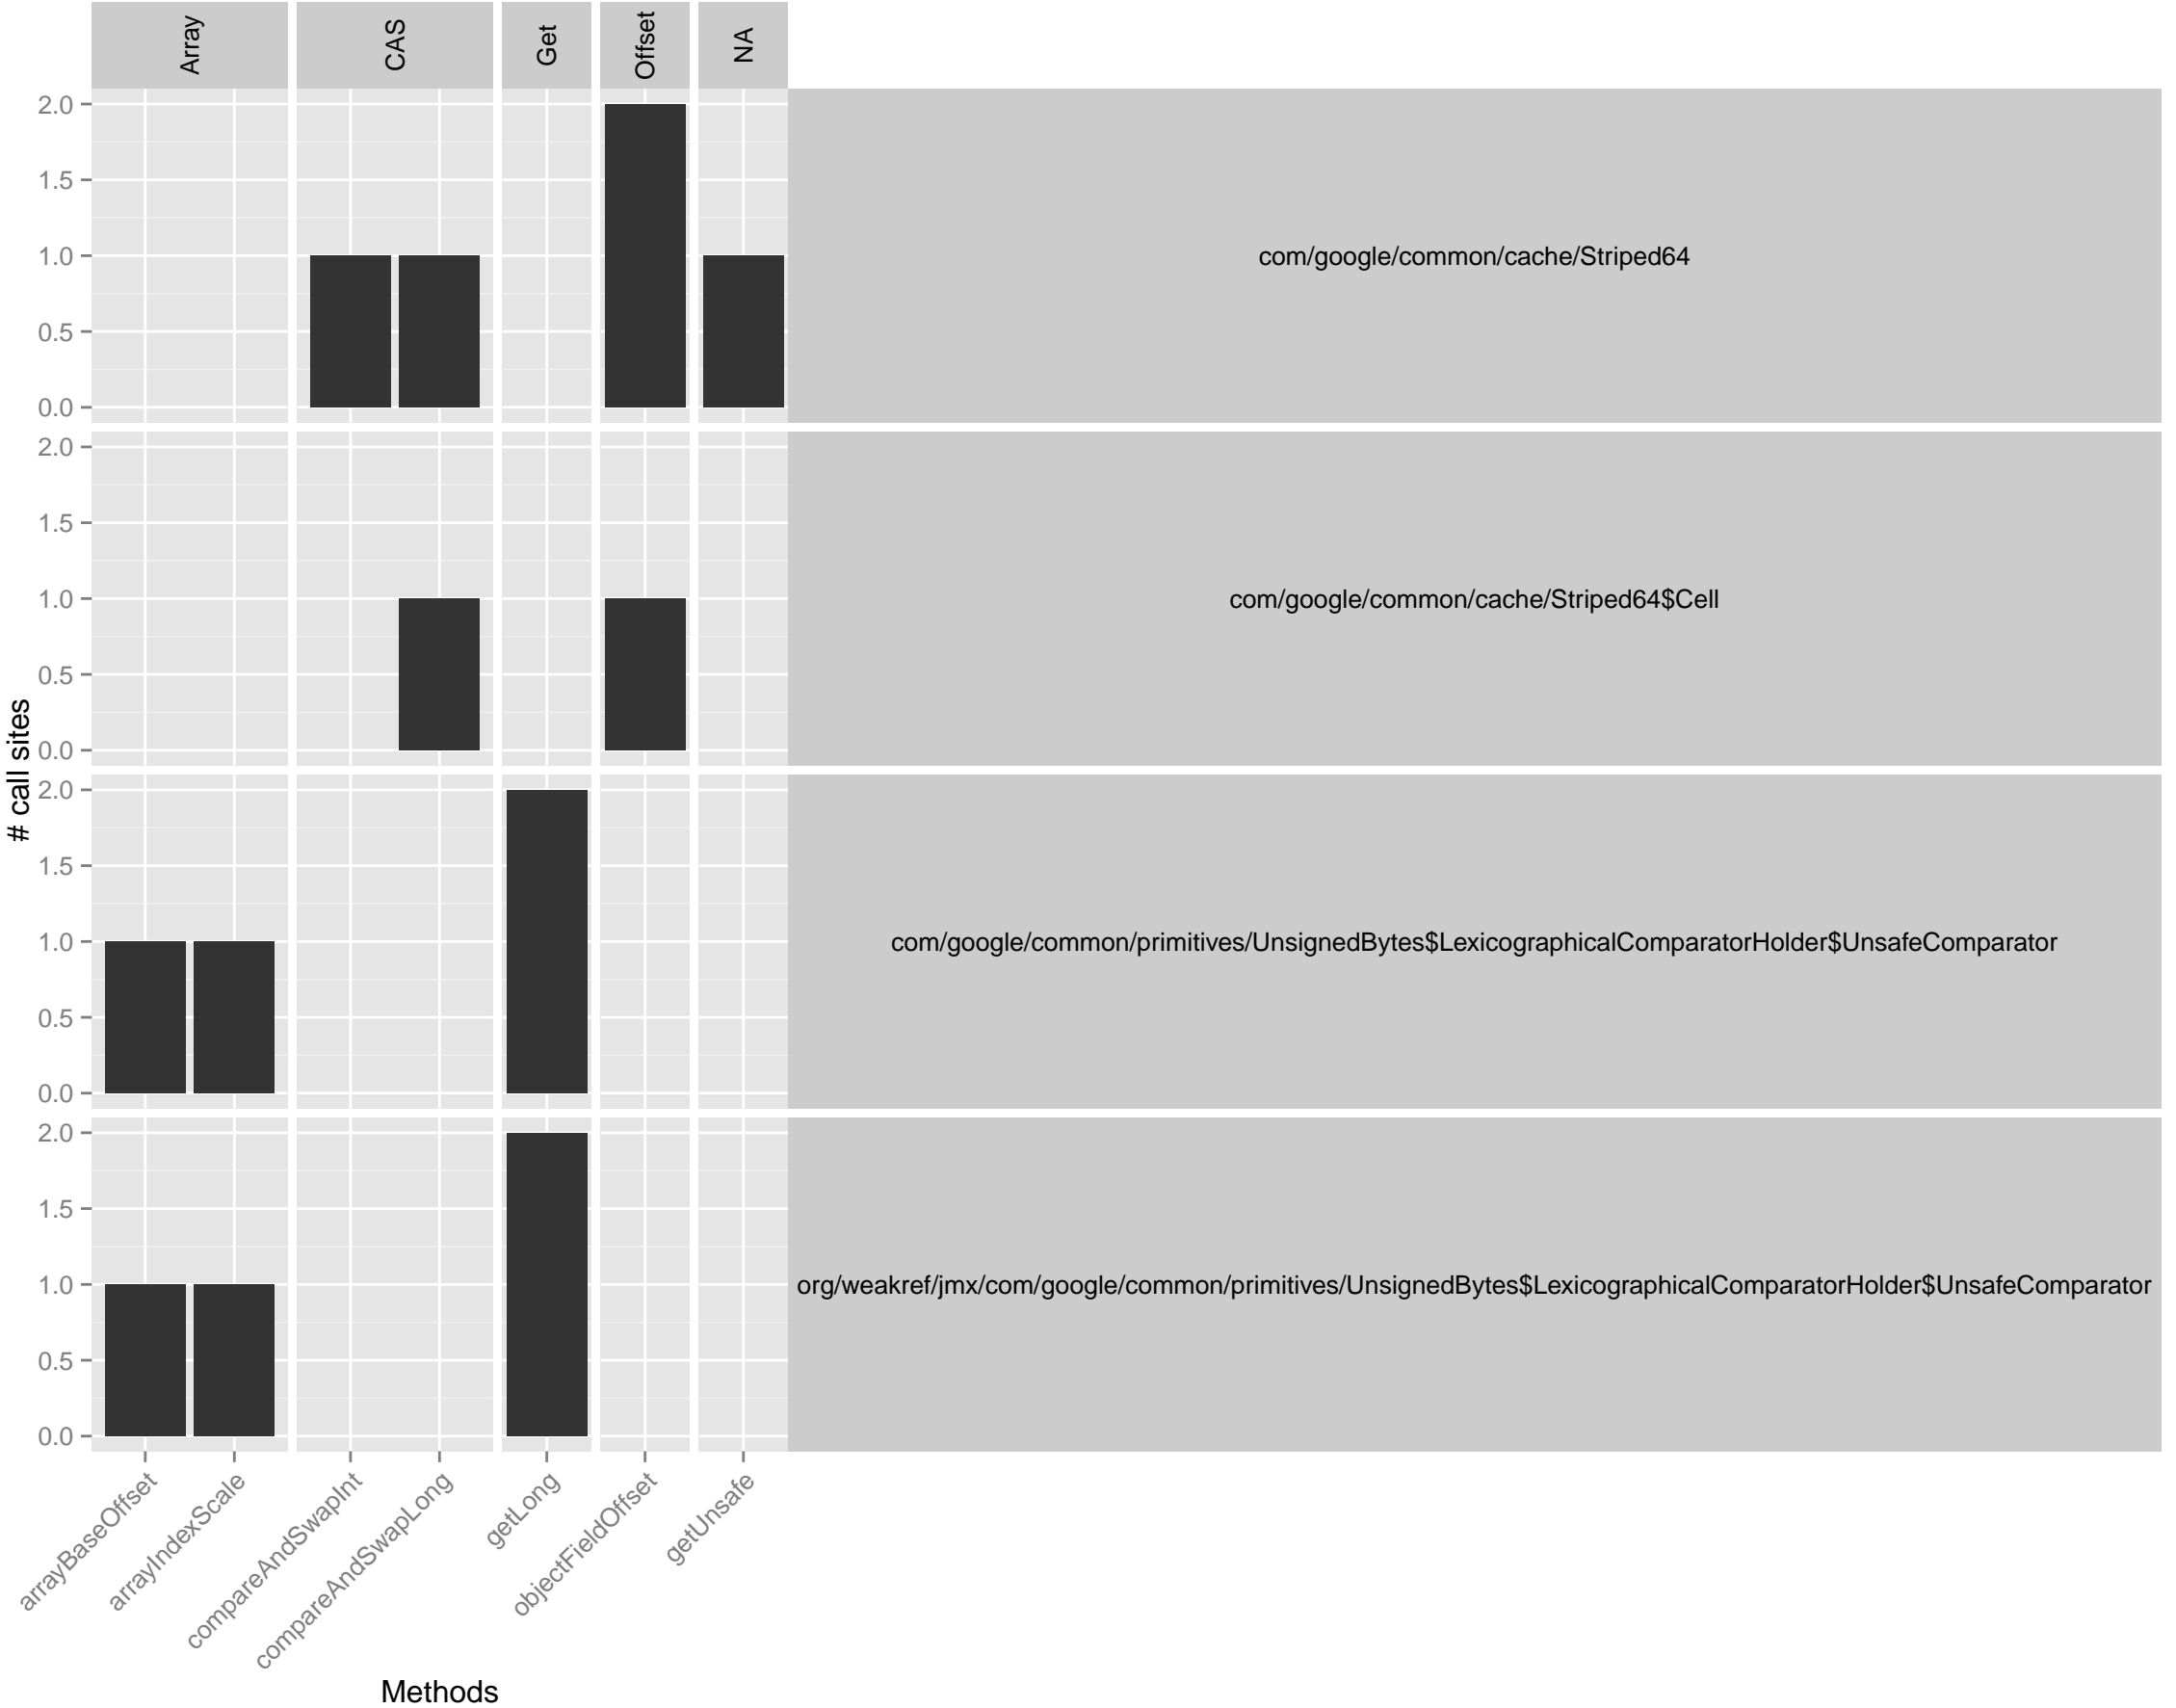 Array
CAS
Get
Offset
NA
2.0
1.5
1.0
0.5
0.0
com/google/common/cache/Striped64
2.0
1.5
1.0
0.5
0.0
com/google/common/cache/Striped64$Cell
# call sites
2.0
1.5
1.0
0.5
0.0
com/google/common/primitives/UnsignedBytes$LexicographicalComparatorHolder$UnsafeComparator
2.0
1.5
1.0
0.5
0.0
org/weakref/jmx/com/google/common/primitives/UnsignedBytes$LexicographicalComparatorHolder$UnsafeComparator
arrayBaseOffset
arrayIndexScale
compareAndSwapInt
compareAndSwapLong
getLong
objectFieldOffset
getUnsafe
Methods